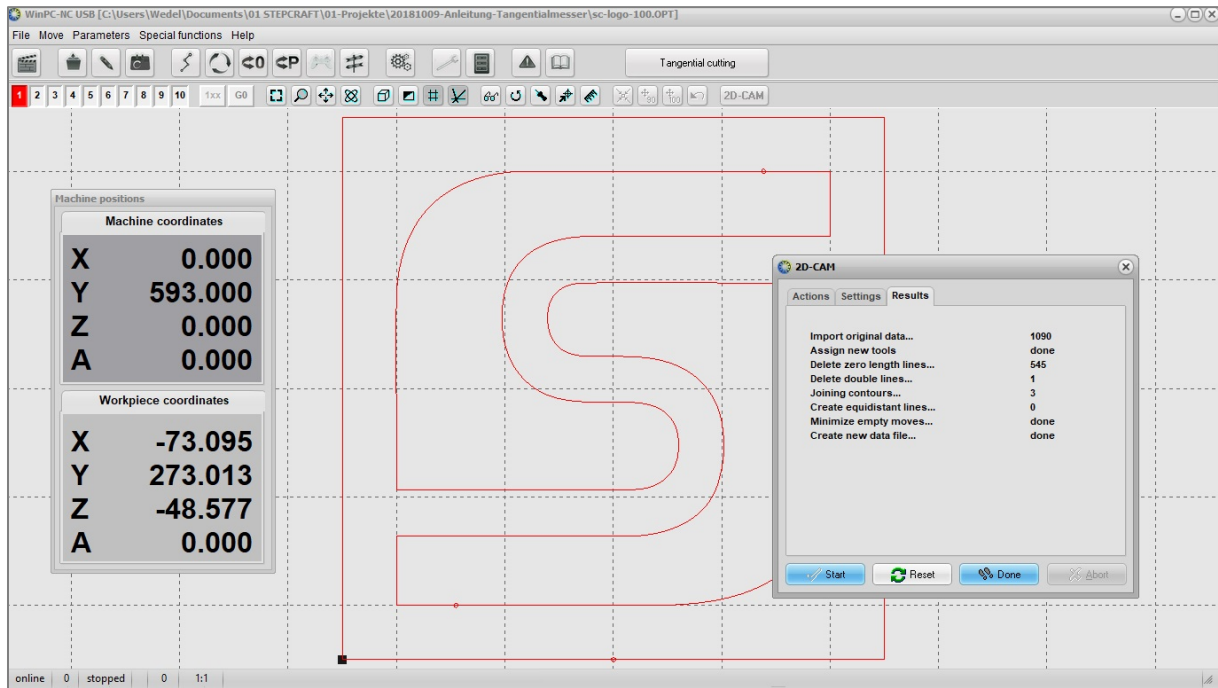 WinPC-NC USB [C:\Users\Wedel\Documents\01 STEPCRAFT\01-Projekte\20181009-Anleitung-Tangentialmesser\sc-logo-100.OPT]
File Move Parameters Special functions Help
0 P Tangential cutting
1 2 3 4 5 6 7 8 9 10 1xx G0 90 100 2D-CAM
Machine positions
Machine coordinates
X 0.000
Y 593.000
Z 0.000
A 0.000
Workpiece coordinates
X -73.095
Y 273.013
Z -48.577
A 0.000
2D-CAM
Actions Settings Results
Import original data... 1090
Assign new tools done
Delete zero length lines... 545
Delete double lines... 1
Joining contours... 3
Create equidistant lines... 0
Minimize empty moves... done
Create new data file... done
Start Reset Done Abort
online 0 stopped 0 1:1